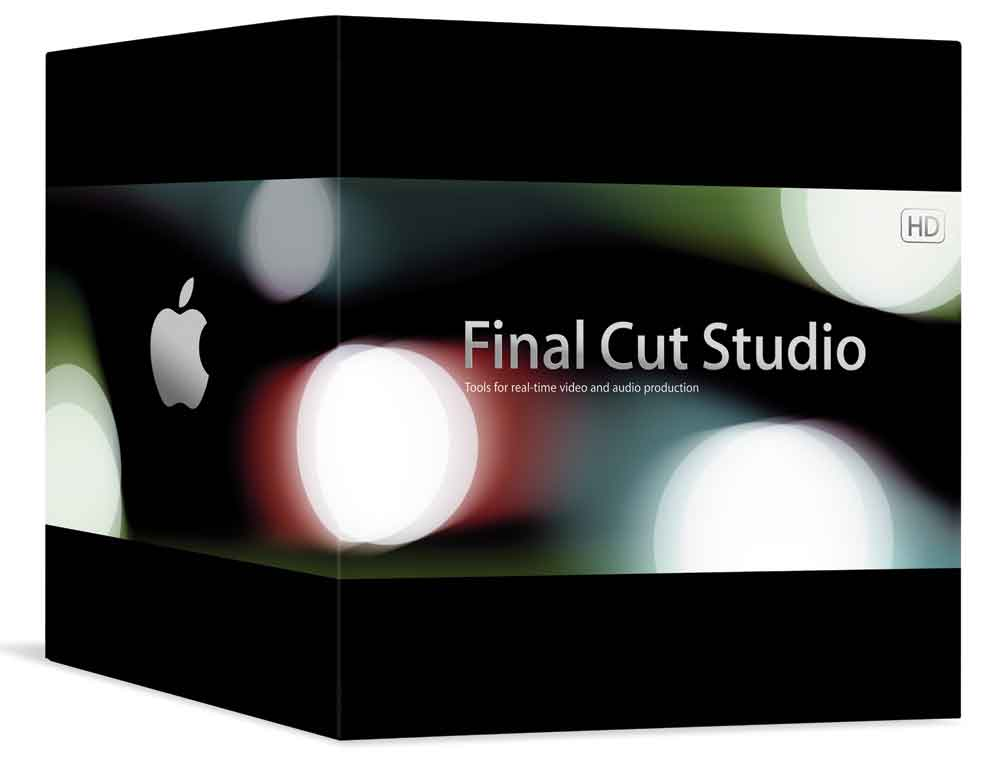 HD
Final Cut Studio
Tools for real-time video and audio production